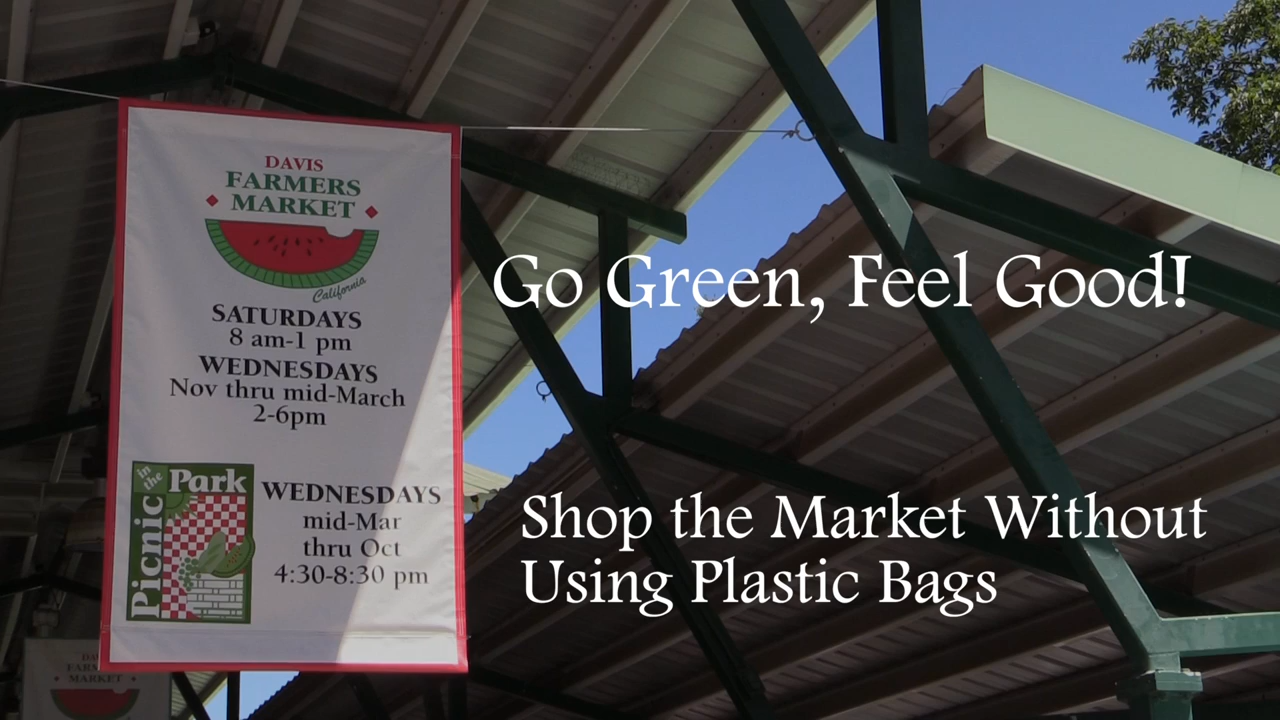 DAVIS
FARMERS
MARKET
California
SATURDAYS
8 am-1 pm
WEDNESDAYS
Nov thru mid-March
2-6pm
Picnic in the Park
WEDNESDAYS
mid-Mar
thru Oct
4:30-8:30 pm
Go Green, Feel Good!
Shop the Market Without
Using Plastic Bags
MARKET